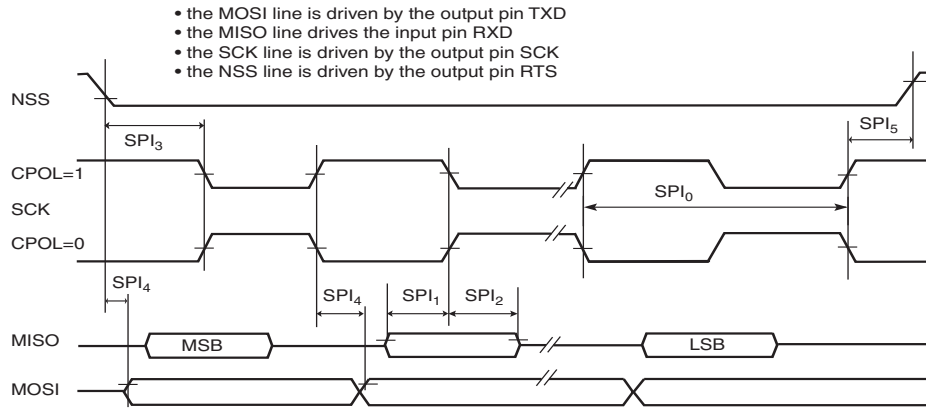 • the MOSI line is driven by the output pin TXD
• the MISO line drives the input pin RXD
• the SCK line is driven by the output pin SCK
• the NSS line is driven by the output pin RTS
NSS
SPI₃
SPI₅
CPOL=1
SCK
SPI₀
CPOL=0
SPI₄
SPI₄
SPI₁
SPI₂
MISO
MSB
LSB
MOSI